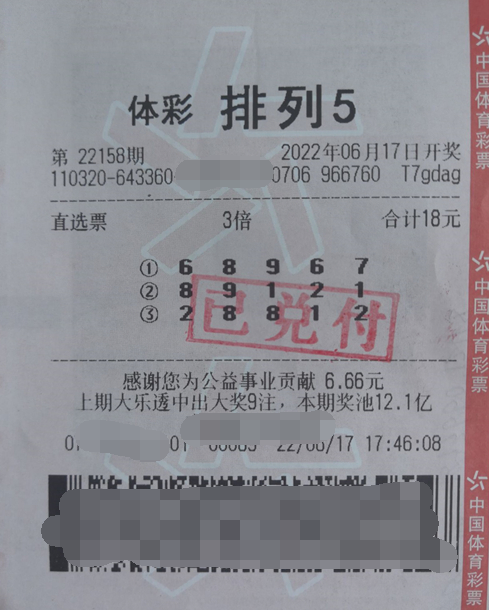 体彩 排列5
第 22158期 2022年06月17日开奖
110320-643360- 0706 966760 T7gdag
直选票 3倍 合计18元
① 6 8 9 6 7
② 8 9 1 2 1
③ 2 8 8 1 2
已兑付
感谢您为公益事业贡献 6.66元
上期大乐透中出大奖9注，本期奖池12.1亿
01 22/06/17 17:46:08
中国体育彩票
中国体育彩票
中国体育彩票